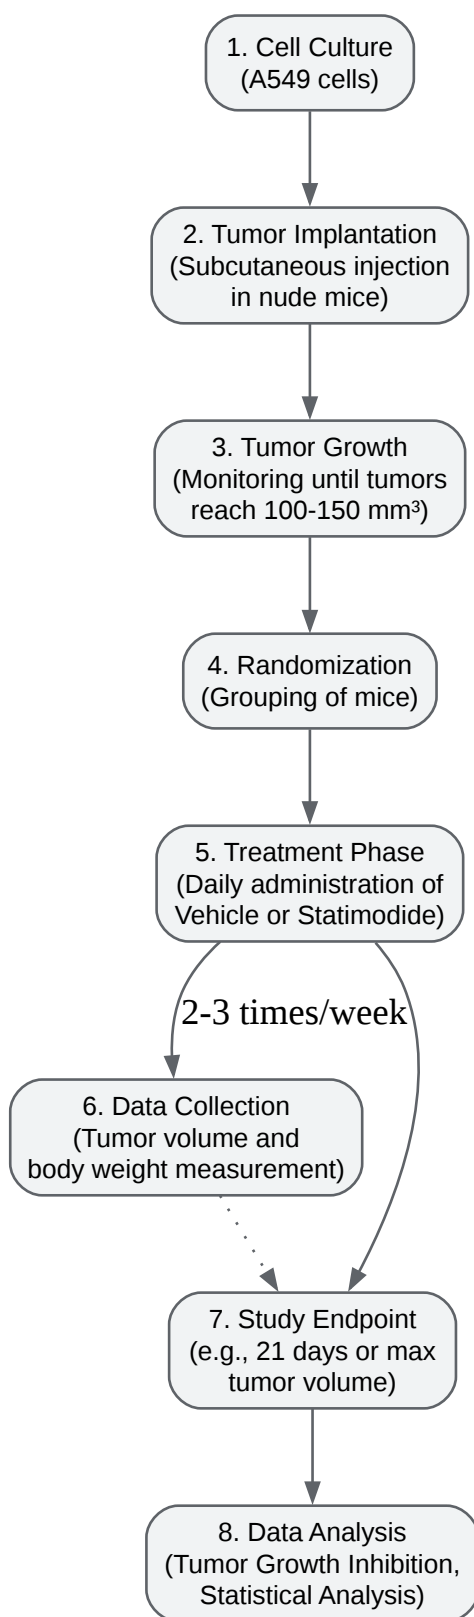 1. Cell Culture
(A549 cells)
2. Tumor Implantation
(Subcutaneous injection
in nude mice)
3. Tumor Growth
(Monitoring until tumors
reach 100-150 mm³)
4. Randomization
(Grouping of mice)
5. Treatment Phase
(Daily administration of
Vehicle or Statimodide)
2-3 times/week
6. Data Collection
(Tumor volume and
body weight measurement)
7. Study Endpoint
(e.g., 21 days or max
tumor volume)
8. Data Analysis
(Tumor Growth Inhibition,
Statistical Analysis)